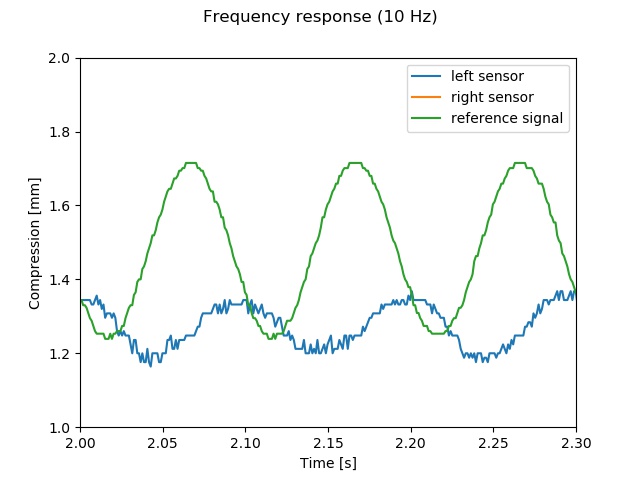 Frequency response (10 Hz)
left sensor
right sensor
reference signal
Compression [mm]
2.0
1.8
1.6
1.4
1.2
1.0
2.00 2.05 2.10 2.15 2.20 2.25 2.30
Time [s]